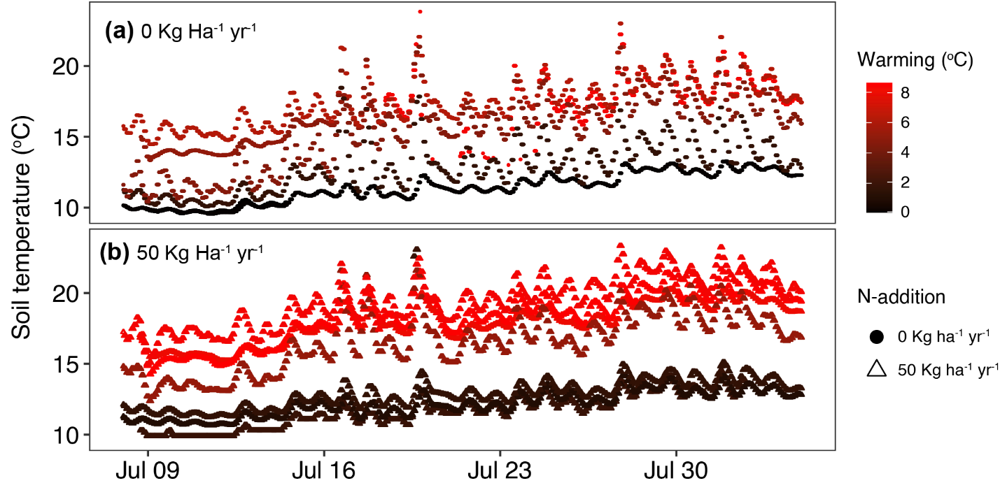 (a) 0 Kg Ha⁻¹ yr⁻¹
20
15
10
(b) 50 Kg Ha⁻¹ yr⁻¹
20
15
10
Soil temperature (ºC)
Jul 09 Jul 16 Jul 23 Jul 30
Warming (ºC)
8
6
4
2
0
N-addition
0 Kg ha⁻¹ yr⁻¹
50 Kg ha⁻¹ yr⁻¹